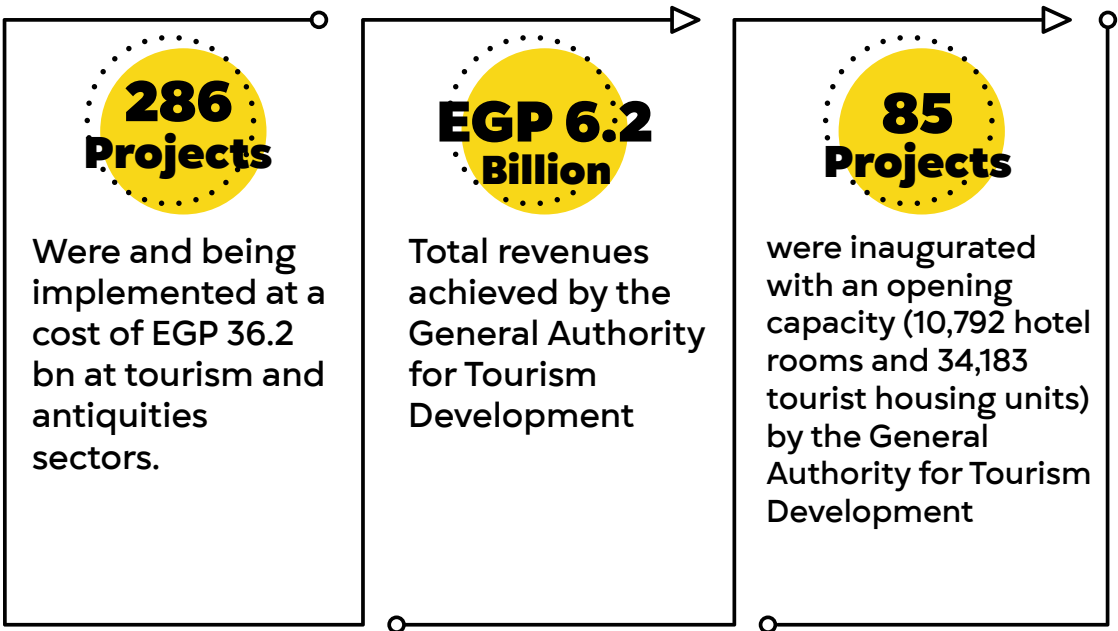 286
Projects
Were and being
implemented at a
cost of EGP 36.2
bn at tourism and
antiquities
sectors.
EGP 6.2
Billion
Total revenues
achieved by the
General Authority
for Tourism
Development
85
Projects
were inaugurated
with an opening
capacity (10,792 hotel
rooms and 34,183
tourist housing units)
by the General
Authority for Tourism
Development